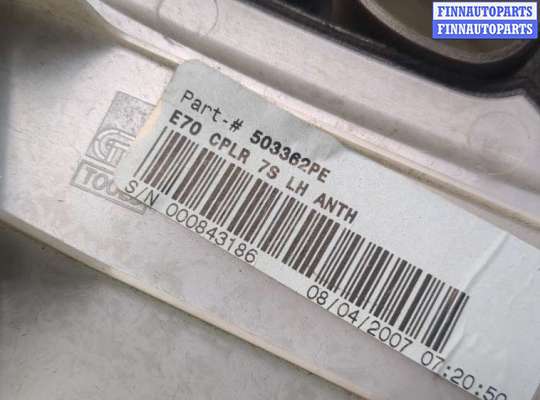 FINNAUTOPARTS
FINNAUTOPARTS
Part-# 503362PE
E70 CPLR 7S LH ANTH
S/N 000843186
08/04/2007 07:20:50